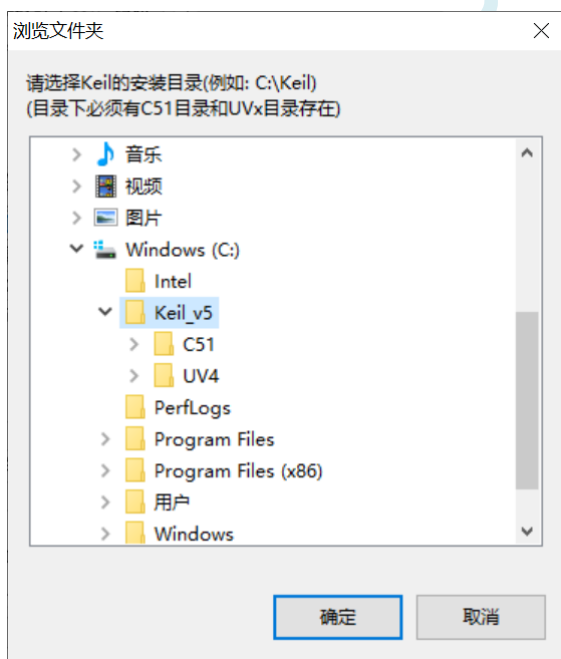 浏览文件夹
请选择Keil的安装目录(例如: C:\Keil)
(目录下必须有C51目录和UVx目录存在)
音乐
视频
图片
Windows (C:)
Intel
Keil_v5
C51
UV4
PerfLogs
Program Files
Program Files (x86)
用户
Windows
确定
取消